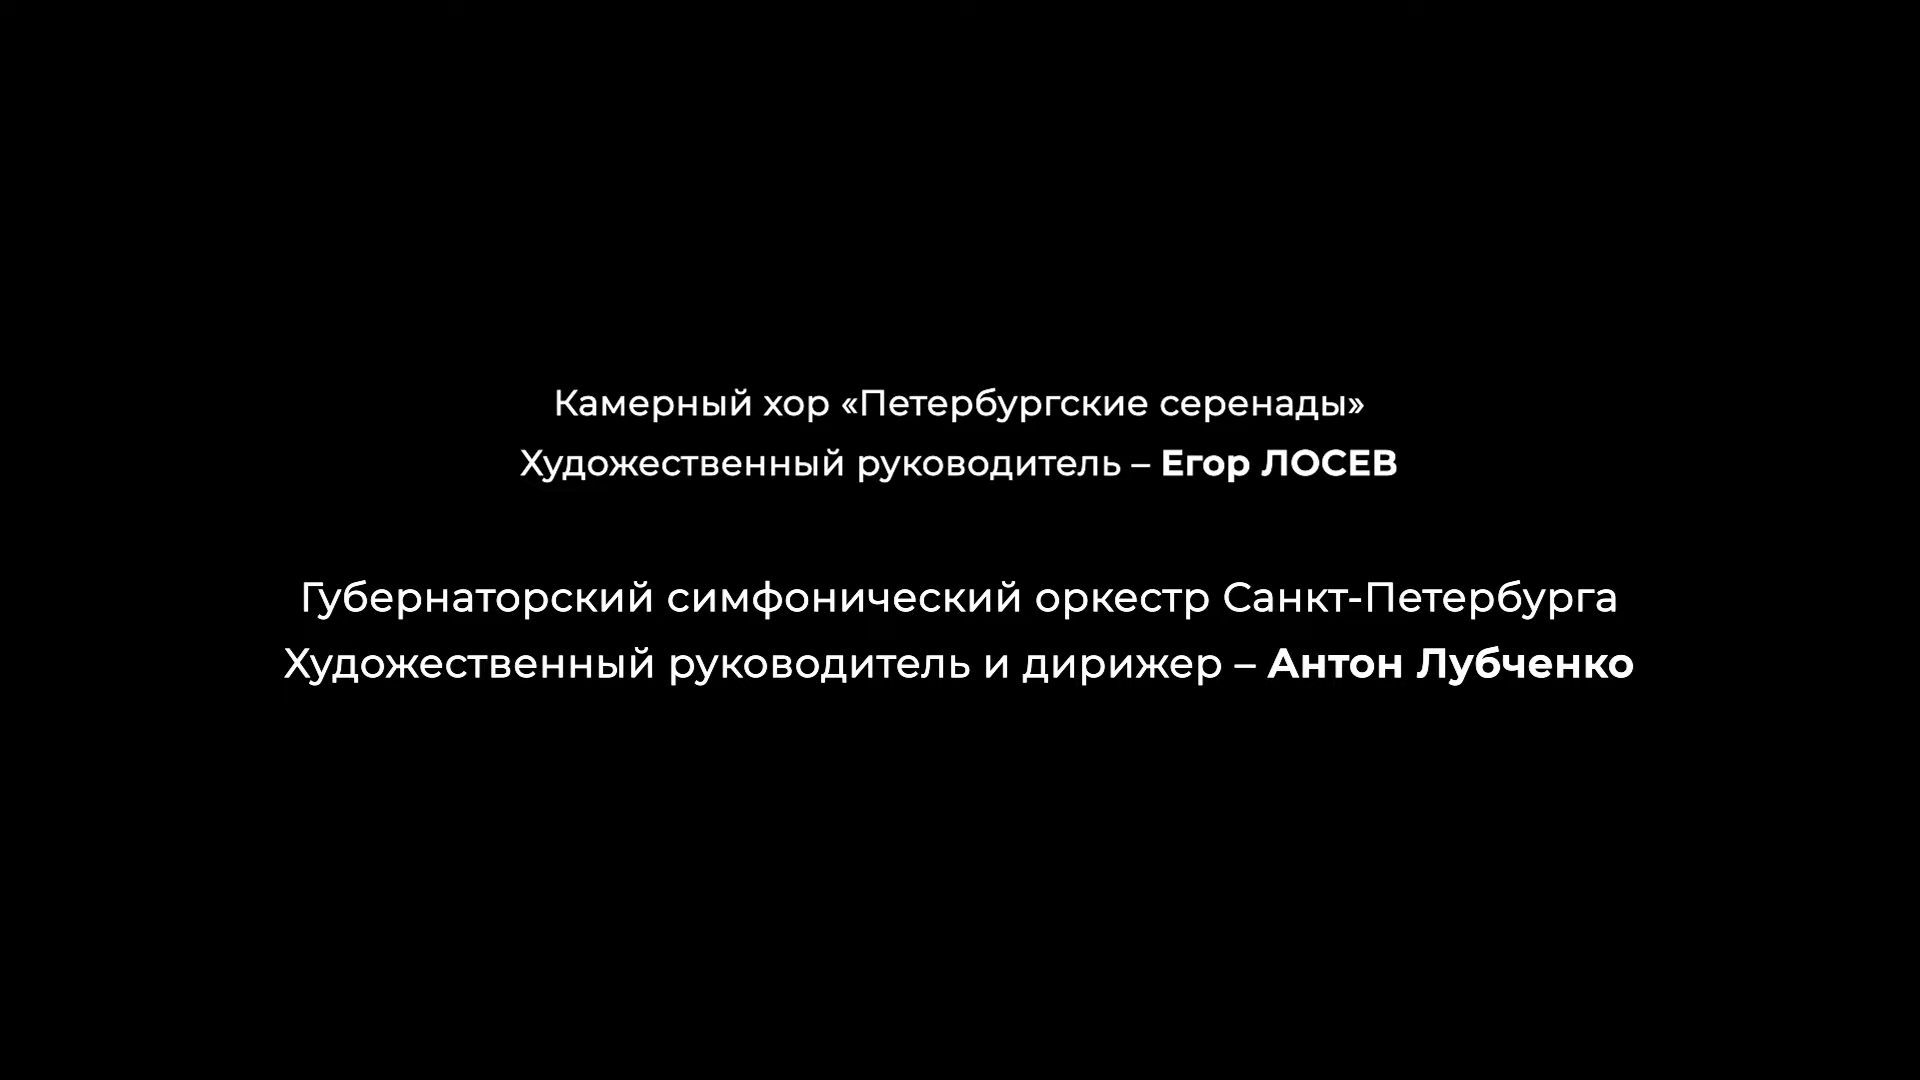 Камерный хор «Петербургские серенады»
Художественный руководитель – Егор ЛОСЕВ
Губернаторский симфонический оркестр Санкт-Петербурга
Художественный руководитель и дирижер – Антон Лубченко